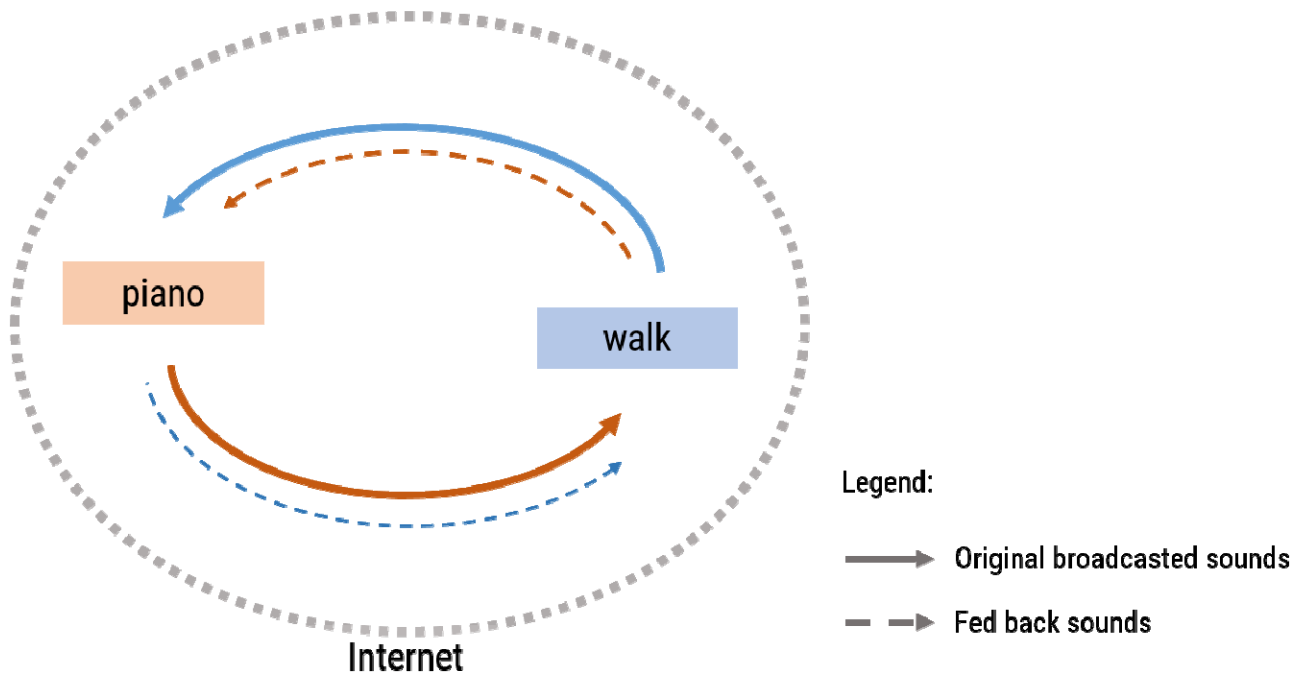 piano
walk
Legend:
Original broadcasted sounds
Fed back sounds
Internet